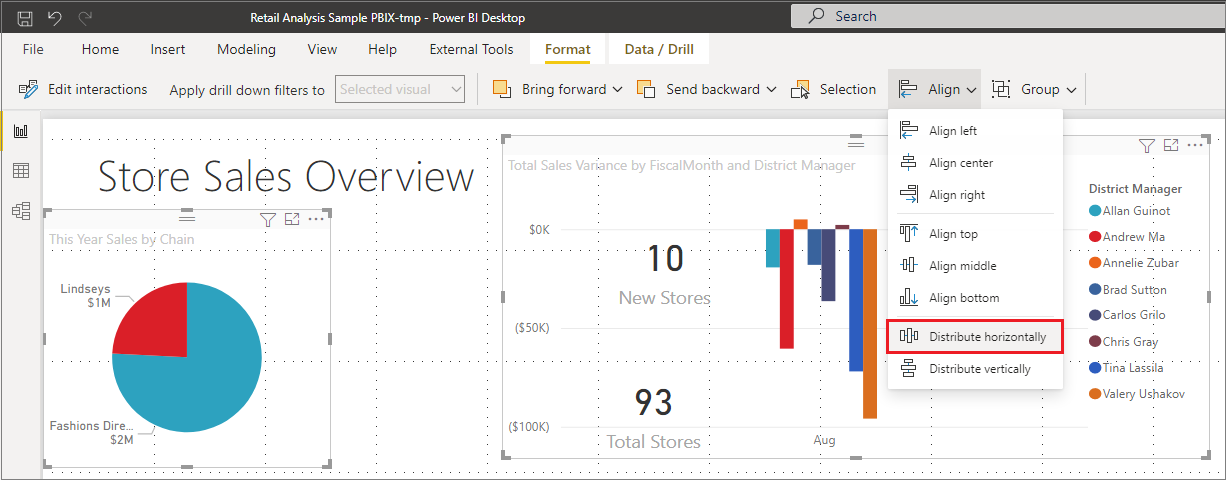 Retail Analysis Sample PBIX-tmp - Power BI Desktop
Search
File Home Insert Modeling View Help External Tools Format Data / Drill
Edit interactions Apply drill down filters to Selected visual Bring forward Send backward Selection Align Group
Align left
Align center
Align right
Align top
Align middle
Align bottom
Distribute horizontally
Distribute vertically
Store Sales Overview
This Year Sales by Chain
Lindseys
$1M
Fashions Dire...
$2M
Total Sales Variance by FiscalMonth and District Manager
$0K
($50K)
($100K)
Aug
10
New Stores
93
Total Stores
District Manager
Allan Guinot
Andrew Ma
Annelie Zubar
Brad Sutton
Carlos Grilo
Chris Gray
Tina Lassila
Valery Ushakov